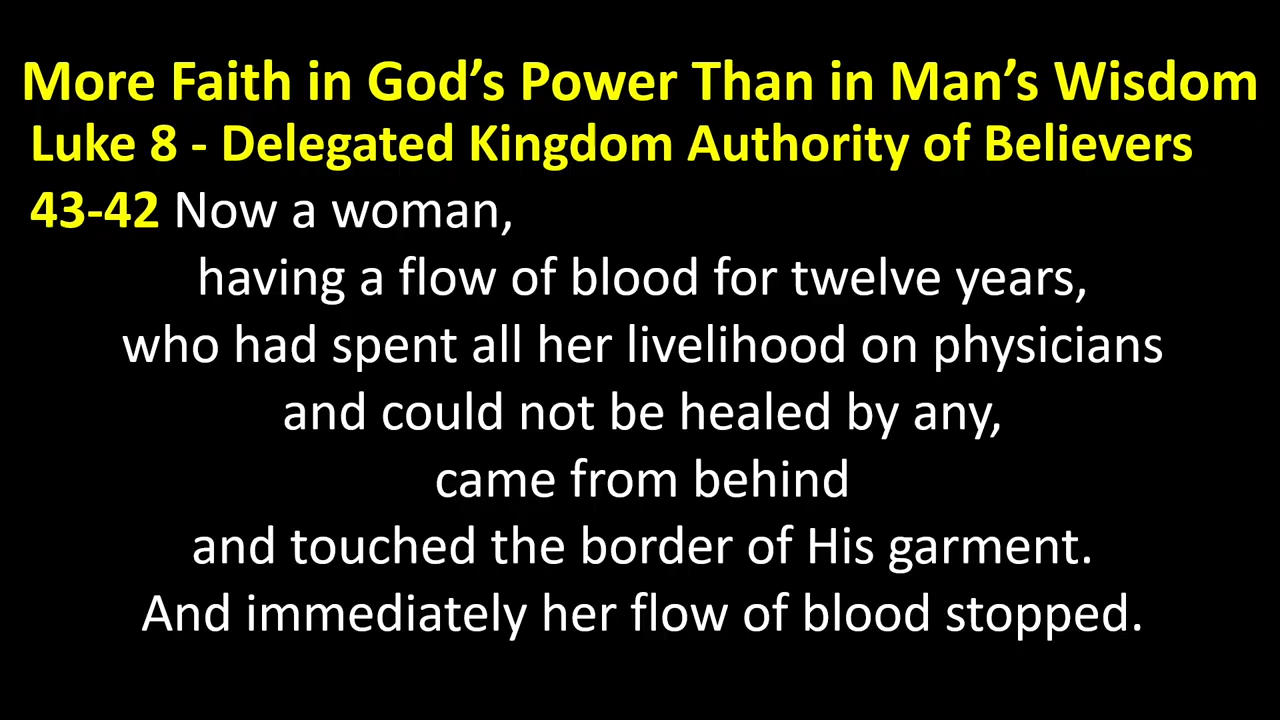 More Faith in God’s Power Than in Man’s Wisdom
Luke 8 - Delegated Kingdom Authority of Believers
43-42 Now a woman,
having a flow of blood for twelve years,
who had spent all her livelihood on physicians
and could not be healed by any,
came from behind
and touched the border of His garment.
And immediately her flow of blood stopped.